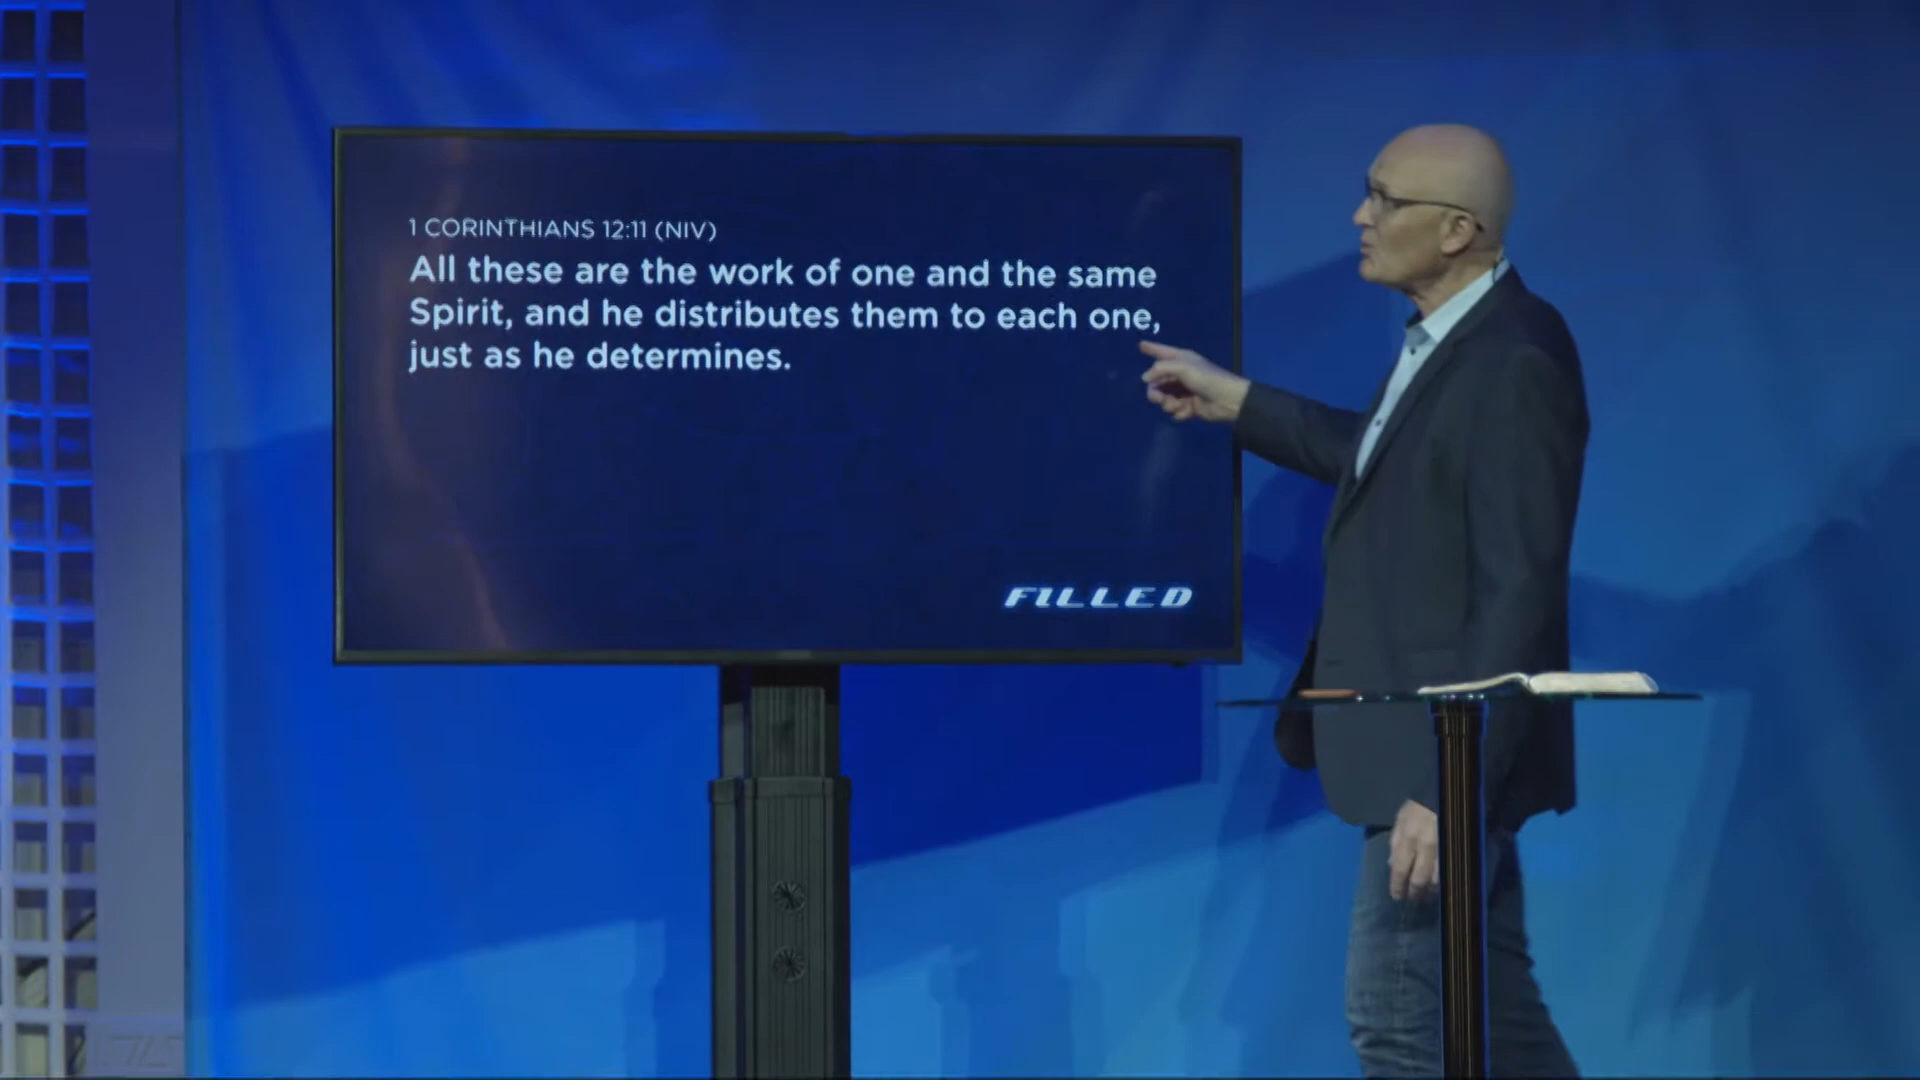 1 CORINTHIANS 12:11 (NIV)
All these are the work of one and the same
Spirit, and he distributes them to each one,
just as he determines.
FILLED